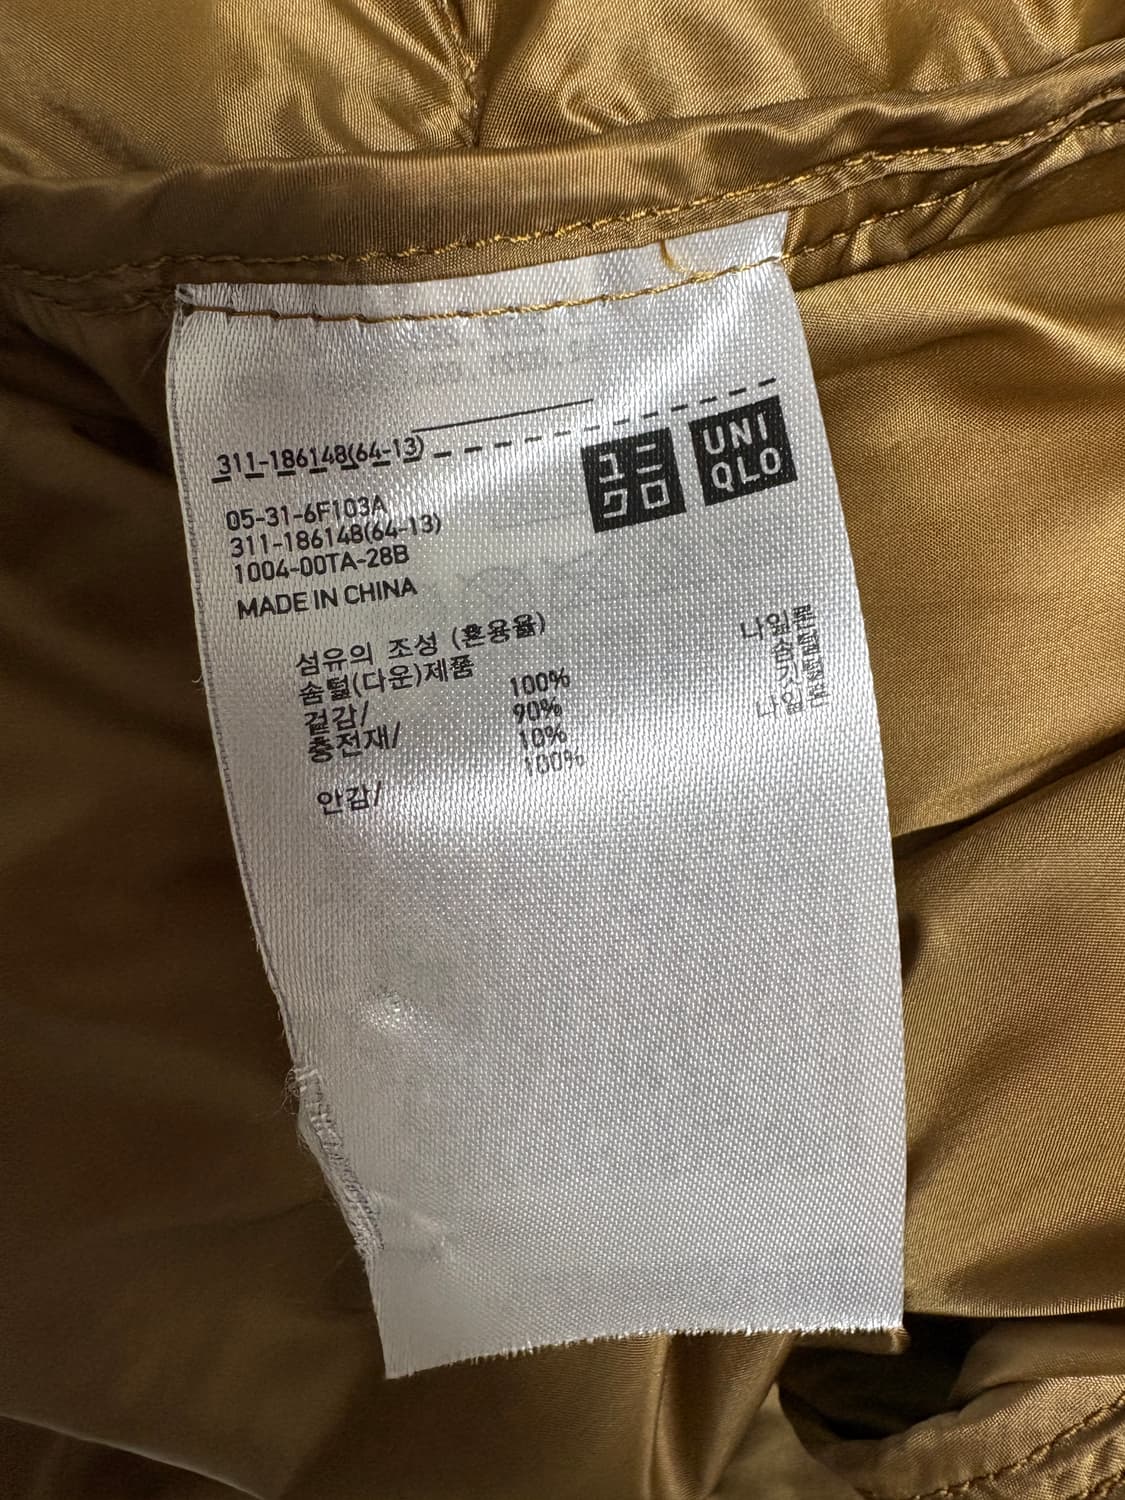 311-186148(64-13)
ユニ
クロ
UNI
QLO
05-31-6F103A
311-186148(64-13)
1004-00TA-28B
MADE IN CHINA
섬유의 조성 (혼용율)
솜털(다운)제품
겉감/ 100% 나일론
충전재/ 90% 솜털
10% 깃털
안감/ 100% 나일론